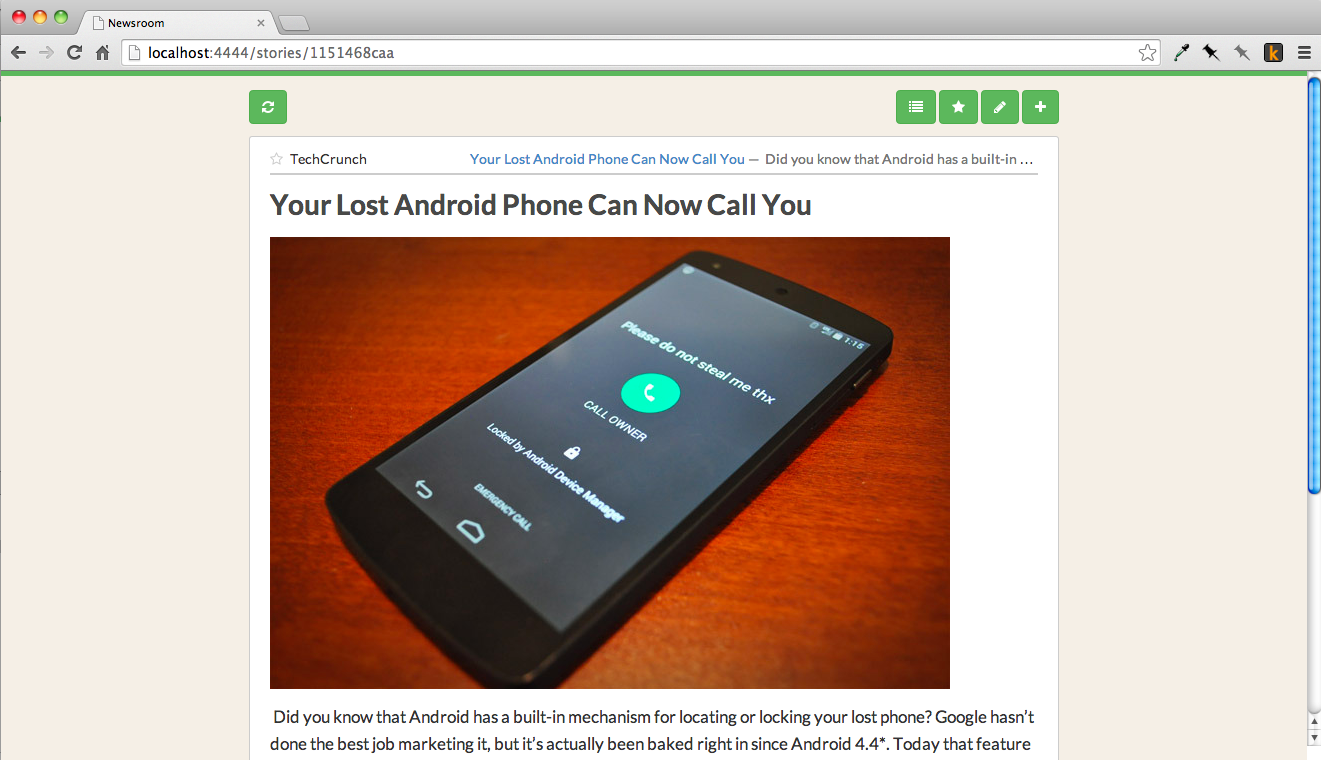 Newsroom
localhost:4444/stories/1151468caa
k
TechCrunch
Your Lost Android Phone Can Now Call You — Did you know that Android has a built-in ...
Your Lost Android Phone Can Now Call You
1:15
Please do not steal me thx
CALL OWNER
Locked by Android Device Manager
EMERGENCY CALL
Did you know that Android has a built-in mechanism for locating or locking your lost phone? Google hasn’t
done the best job marketing it, but it’s actually been baked right in since Android 4.4*. Today that feature